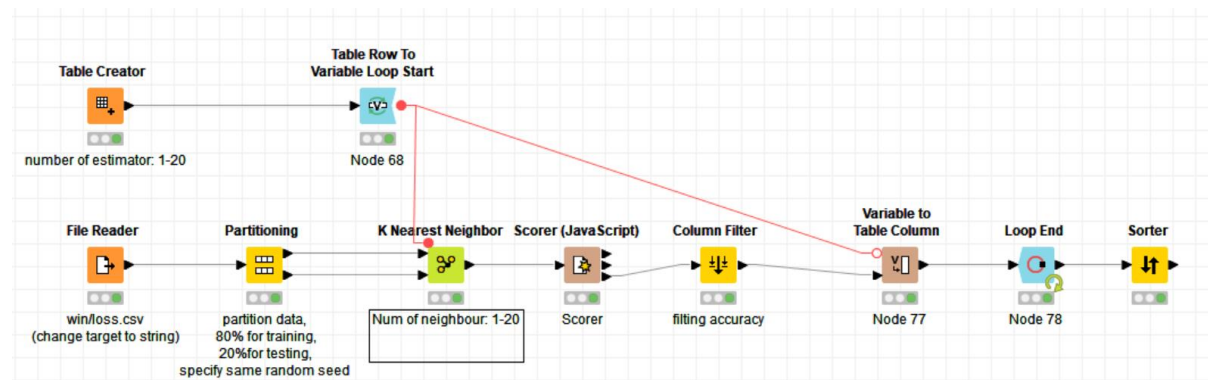 Table Creator
Table Row To
Variable Loop Start
V
number of estimator: 1-20
Node 68
File Reader
Partitioning
K Nearest Neighbor
Scorer (JavaScript)
Column Filter
Variable to
Table Column
Loop End
Sorter
V
win/loss.csv
(change target to string)
partition data,
80% for training,
20%for testing,
specify same random seed
Num of neighbour: 1-20
Scorer
filting accuracy
Node 77
Node 78